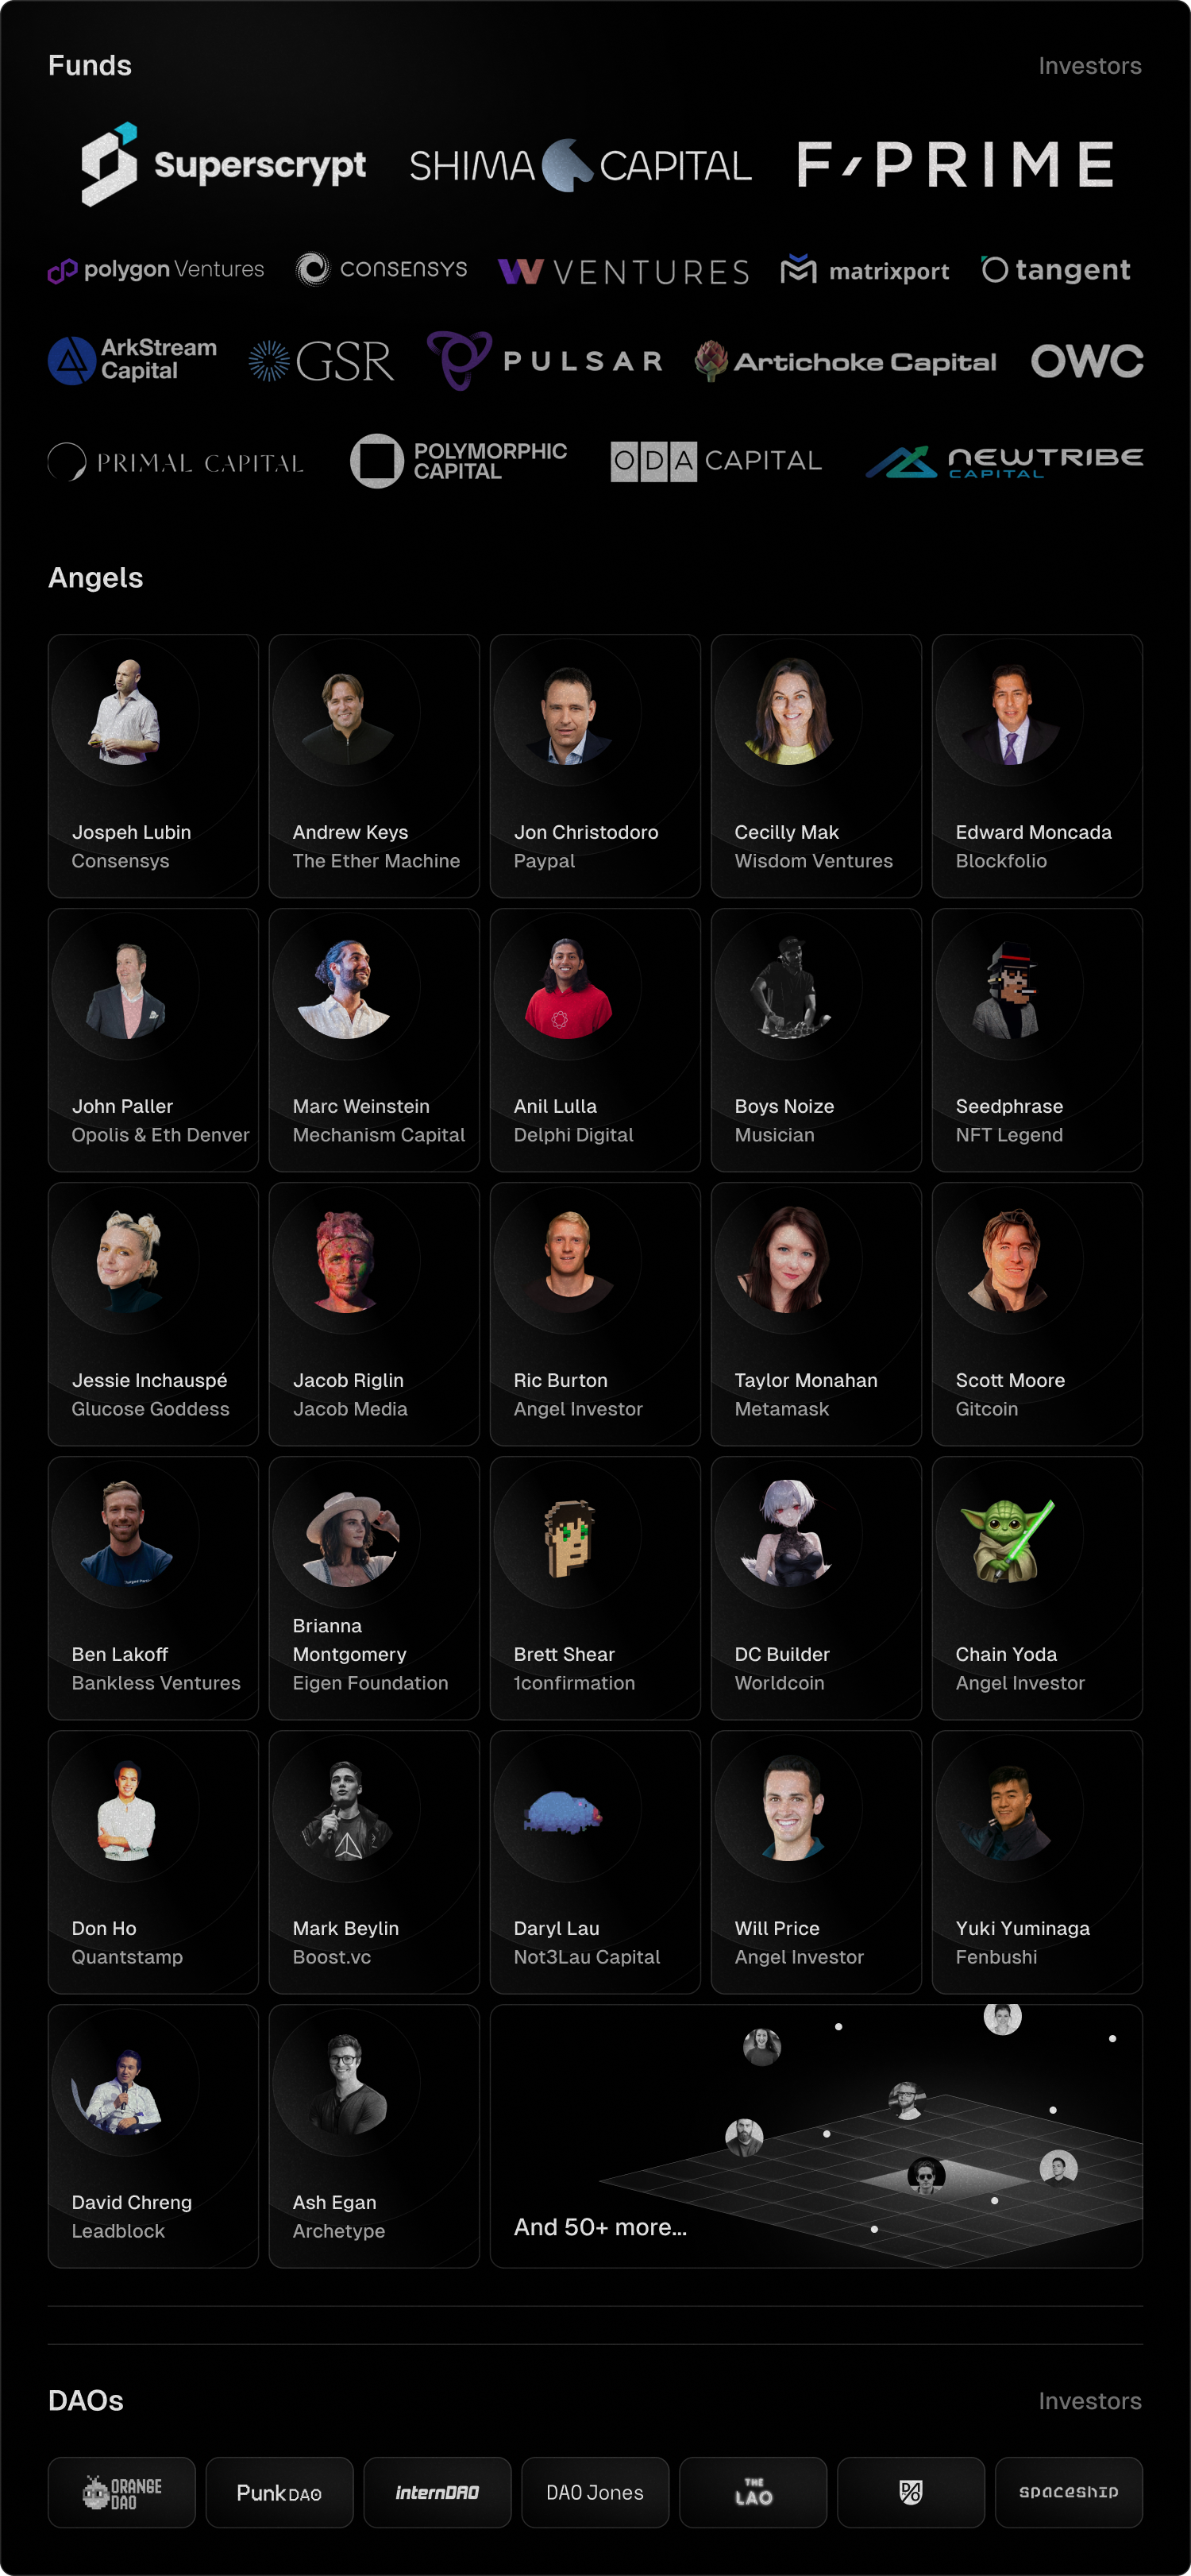 Funds
Investors
Superscrypt
SHIMA CAPITAL
F-PRIME
polygon Ventures
CONSENSYS
W VENTURES
matrixport
tangent
ArkStream
Capital
GSR
PULSAR
Artichoke Capital
OWC
PRIMAL CAPITAL
POLYMORPHIC
CAPITAL
ODA CAPITAL
NEWTRIBE
CAPITAL
Angels
Jospeh Lubin
Consensys
Andrew Keys
The Ether Machine
Jon Christodoro
Paypal
Cecilly Mak
Wisdom Ventures
Edward Moncada
Blockfolio
John Paller
Opolis & Eth Denver
Marc Weinstein
Mechanism Capital
Anil Lulla
Delphi Digital
Boys Noize
Musician
Seedphrase
NFT Legend
Jessie Inchauspé
Glucose Goddess
Jacob Riglin
Jacob Media
Ric Burton
Angel Investor
Taylor Monahan
Metamask
Scott Moore
Gitcoin
Ben Lakoff
Bankless Ventures
Brianna
Montgomery
Eigen Foundation
Brett Shear
1confirmation
DC Builder
Worldcoin
Chain Yoda
Angel Investor
Don Ho
Quantstamp
Mark Beylin
Boost.vc
Daryl Lau
Not3Lau Capital
Will Price
Angel Investor
Yuki Yuminaga
Fenbushi
David Chreng
Leadblock
Ash Egan
Archetype
And 50+ more...
DAOs
Investors
ORANGE
DAO
Punk DAO
internDAO
DAO Jones
THE
LAO
spaceship